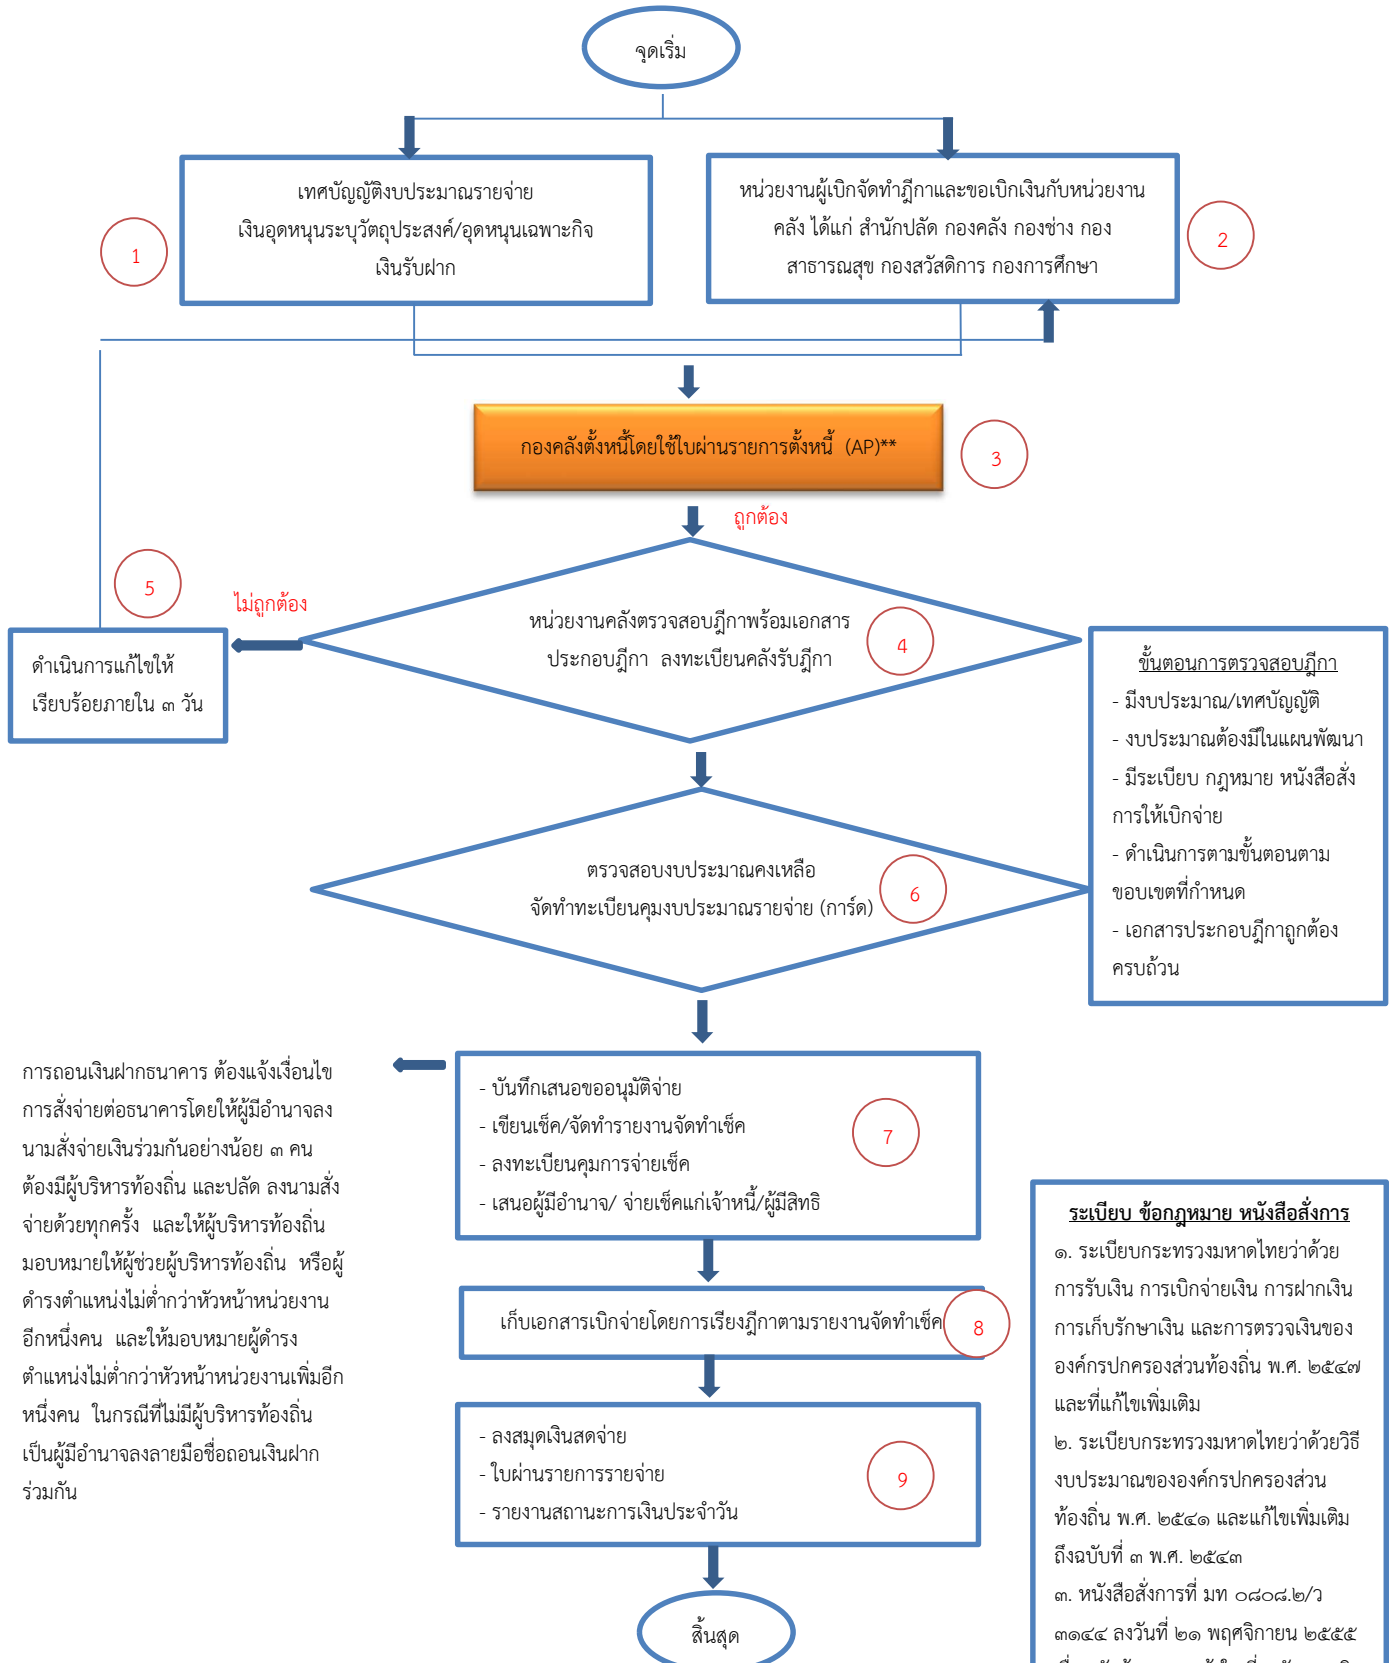 จุดเริ่ม
เทศบัญญัติงบประมาณรายจ่าย
เงินอุดหนุนระบุวัตถุประสงค์/อุดหนุนเฉพาะกิจ
เงินรับฝาก
1
หน่วยงานผู้เบิกจัดทำฎีกาและขอเบิกเงินกับหน่วยงาน
คลัง ได้แก่ สำนักปลัด กองคลัง กองช่าง กอง
สาธารณสุข กองสวัสดิการ กองการศึกษา
2
กองคลังตั้งหนี้โดยใช้ใบผ่านรายการตั้งหนี้ (AP)**
3
ถูกต้อง
5
ไม่ถูกต้อง
หน่วยงานคลังตรวจสอบฎีกาพร้อมเอกสาร
ประกอบฎีกา ลงทะเบียนคลังรับฎีกา
4
ดำเนินการแก้ไขให้
เรียบร้อยภายใน ๓ วัน
ขั้นตอนการตรวจสอบฎีกา
- มีงบประมาณ/เทศบัญญัติ
- งบประมาณต้องมีในแผนพัฒนา
- มีระเบียบ กฎหมาย หนังสือสั่ง
การให้เบิกจ่าย
- ดำเนินการตามขั้นตอนตาม
ขอบเขตที่กำหนด
- เอกสารประกอบฎีกาถูกต้อง
ครบถ้วน
ตรวจสอบงบประมาณคงเหลือ
จัดทำทะเบียนคุมงบประมาณรายจ่าย (การ์ด)
6
การถอนเงินฝากธนาคาร ต้องแจ้งเงื่อนไข
การสั่งจ่ายต่อธนาคารโดยให้ผู้มีอำนาจลง
นามสั่งจ่ายเงินร่วมกันอย่างน้อย ๓ คน
ต้องมีผู้บริหารท้องถิ่น และปลัด ลงนามสั่ง
จ่ายด้วยทุกครั้ง และให้ผู้บริหารท้องถิ่น
มอบหมายให้ผู้ช่วยผู้บริหารท้องถิ่น หรือผู้
ดำรงตำแหน่งไม่ต่ำกว่าหัวหน้าหน่วยงาน
อีกหนึ่งคน และให้มอบหมายผู้ดำรง
ตำแหน่งไม่ต่ำกว่าหัวหน้าหน่วยงานเพิ่มอีก
หนึ่งคน ในกรณีที่ไม่มีผู้บริหารท้องถิ่น
เป็นผู้มีอำนาจลงลายมือชื่อถอนเงินฝาก
ร่วมกัน
- บันทึกเสนอขออนุมัติจ่าย
- เขียนเช็ค/จัดทำรายงานจัดทำเช็ค
- ลงทะเบียนคุมการจ่ายเช็ค
- เสนอผู้มีอำนาจ/ จ่ายเช็คแก่เจ้าหนี้/ผู้มีสิทธิ
7
เก็บเอกสารเบิกจ่ายโดยการเรียงฎีกาตามรายงานจัดทำเช็ค
8
- ลงสมุดเงินสดจ่าย
- ใบผ่านรายการรายจ่าย
- รายงานสถานะการเงินประจำวัน
9
สิ้นสุด
ระเบียบ ข้อกฎหมาย หนังสือสั่งการ
๑. ระเบียบกระทรวงมหาดไทยว่าด้วย
การรับเงิน การเบิกจ่ายเงิน การฝากเงิน
การเก็บรักษาเงิน และการตรวจเงินของ
องค์กรปกครองส่วนท้องถิ่น พ.ศ. ๒๕๔๗
และที่แก้ไขเพิ่มเติม
๒. ระเบียบกระทรวงมหาดไทยว่าด้วยวิธี
งบประมาณขององค์กรปกครองส่วน
ท้องถิ่น พ.ศ. ๒๕๔๑ และแก้ไขเพิ่มเติม
ถึงฉบับที่ ๓ พ.ศ. ๒๕๔๓
๓. หนังสือสั่งการที่ มท ๐๘๐๘.๒/ว
๓๑๔๔ ลงวันที่ ๒๑ พฤศจิกายน ๒๕๕๕